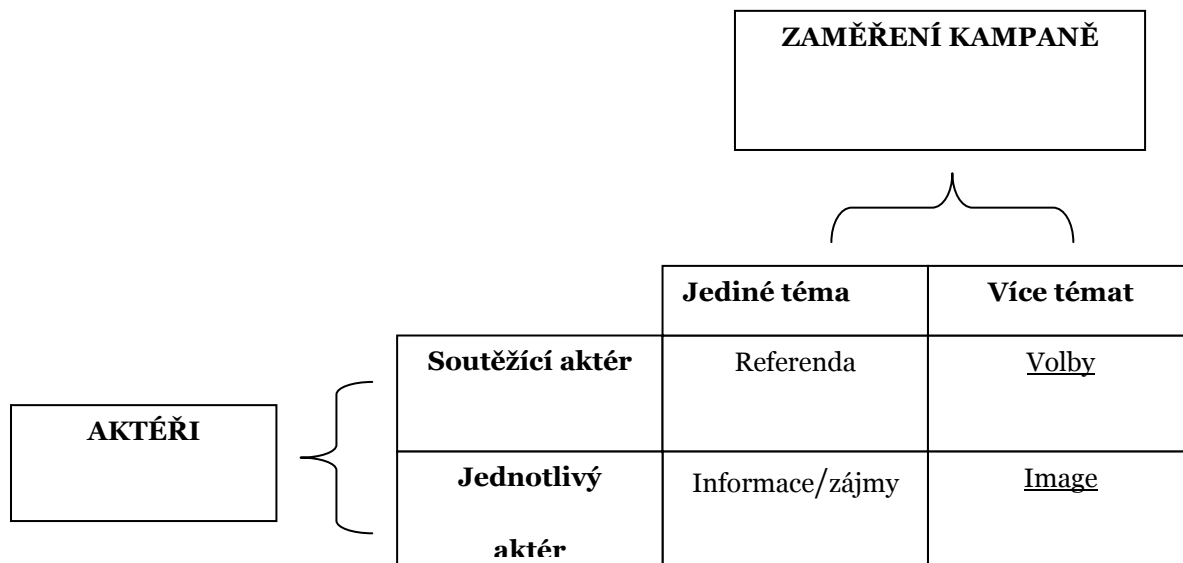 ZAMĚŘENÍ KAMPANĚ
Jediné téma
Více témat
Soutěžící aktér
Referenda
Volby
AKTÉŘI
Jednotlivý
aktér
Informace/zájmy
Image